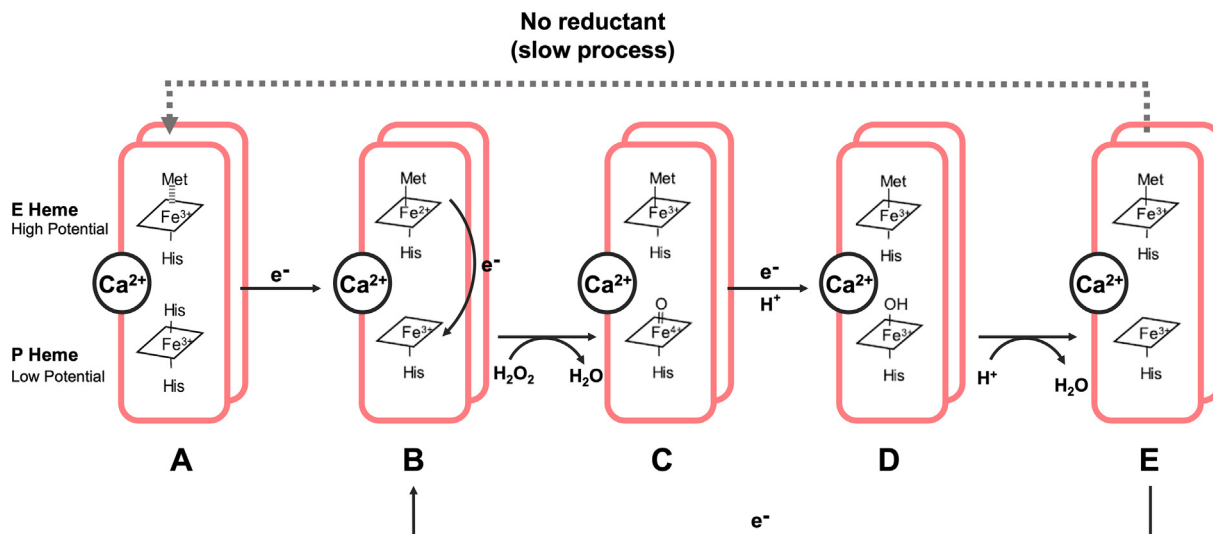 No reductant
(slow process)
E Heme
High Potential
P Heme
Low Potential
Met
Fe³⁺
His
Ca²⁺
His
Fe³⁺
His
e⁻
Met
Fe²⁺
His
e⁻
Ca²⁺
Fe³⁺
His
H₂O₂
H₂O
Met
Fe³⁺
His
Ca²⁺
O
Fe⁴⁺
His
e⁻
H⁺
Met
Fe³⁺
His
Ca²⁺
OH
Fe³⁺
His
H⁺
H₂O
Met
Fe³⁺
His
Ca²⁺
Fe³⁺
His
A
B
C
D
E
e⁻